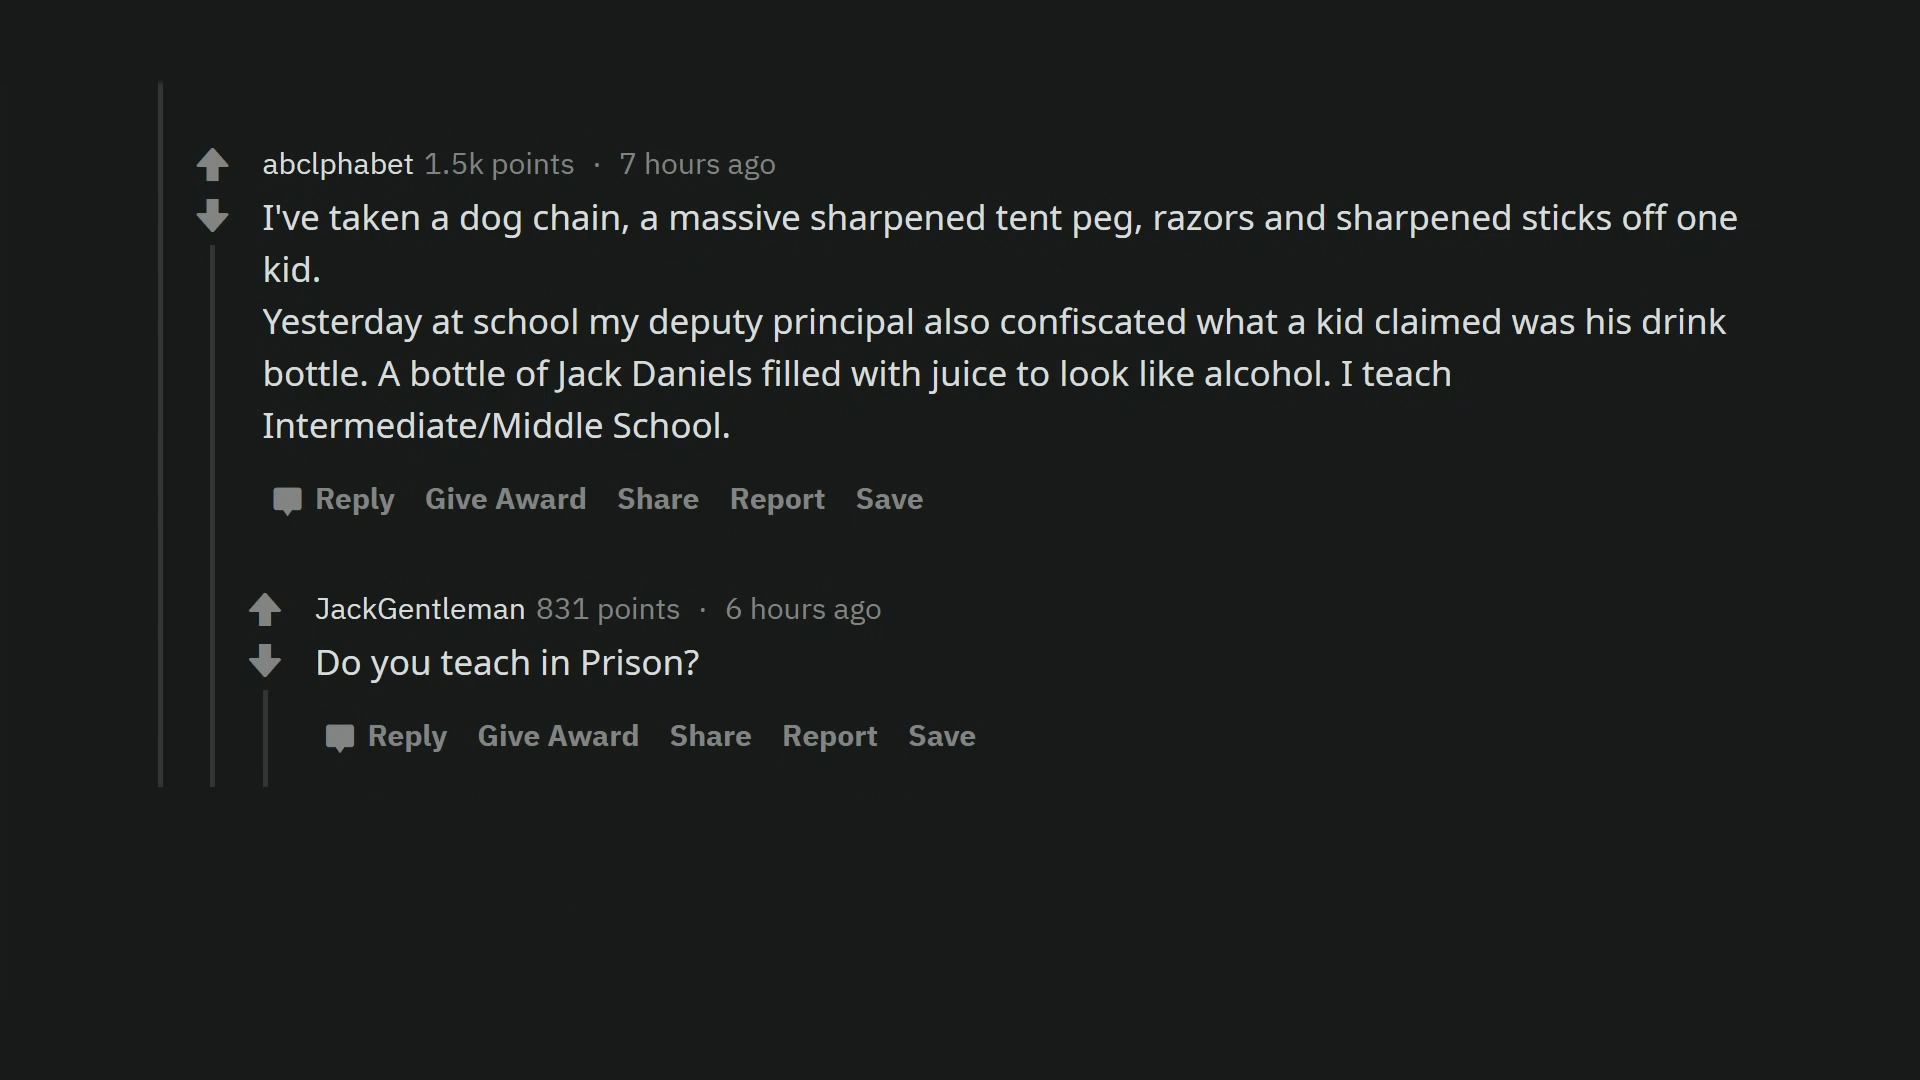 abclphabet 1.5k points · 7 hours ago
I've taken a dog chain, a massive sharpened tent peg, razors and sharpened sticks off one
kid.
Yesterday at school my deputy principal also confiscated what a kid claimed was his drink
bottle. A bottle of Jack Daniels filled with juice to look like alcohol. I teach
Intermediate/Middle School.
Reply Give Award Share Report Save
JackGentleman 831 points · 6 hours ago
Do you teach in Prison?
Reply Give Award Share Report Save